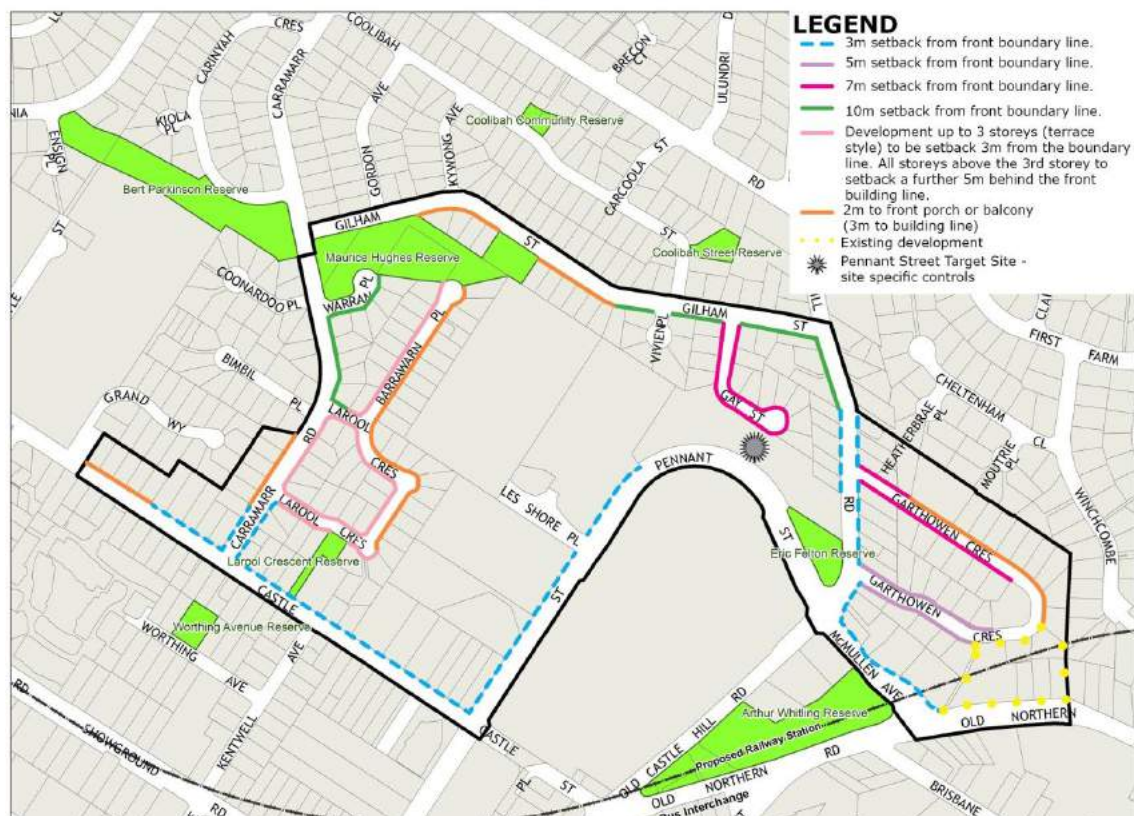 LEGEND
3m setback from front boundary line.
5m setback from front boundary line.
7m setback from front boundary line.
10m setback from front boundary line.
Development up to 3 storeys (terrace
style) to be setback 3m from the boundary
line. All storeys above the 3rd storey to
setback a further 5m behind the front
building line.
2m to front porch or balcony
(3m to building line)
Existing development
Pennant Street Target Site -
site specific controls
CRES
CARINYAH
CARRAMARR
COOLIBAH
BRECON
CT
ULUNDRI
KIOLA
PL
AVE
GORDON
KYWONG AVE
Coolibah Community Reserve
ST
RD
ENSIGN
PL
ST
Bert Parkinson Reserve
CARCOOLA
GILHAM
ST
Maurice Hughes Reserve
Coolibah Street Reserve
COONARDOO PL
WARRAN
PL
BIMBIL
PL
GRAND
WY
BARRAWARN
PL
LAROOL
CRES
RD
CARRAMARR
LAROOL
CRES
VIVIEN PL
GILHAM
ST
GAY ST
FIRST
FARM
CHELTENHAM
CL
HEATHERBRAE
PL
MOUTRIE
PL
WINCHCOMBE
PENNANT
ST
LES SHORE PL
RD
GARTHOWEN CRES
Eric Felton Reserve
GARTHOWEN
CRES
Larool Crescent Reserve
CASTLE
ST
Worthing Avenue Reserve
WORTHING
AVE
AVE
KENTWELL
MCMULLEN AVE
OLD NORTHERN
RD
SHOWGROUND
RD
CASTLE
ST
PL
OLD CASTLE HILL RD
Arthur Whitling Reserve
Proposed Railway Station
OLD NORTHERN
RD
Bus Interchange
BRISBANE